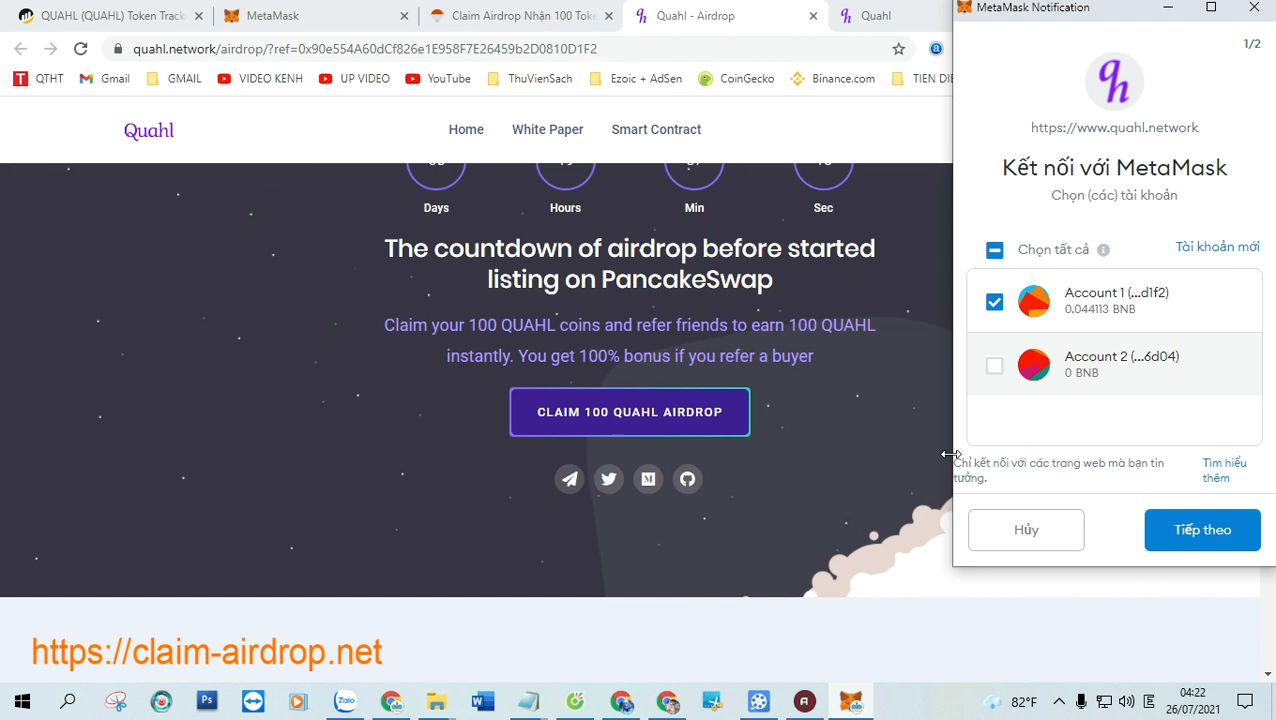 QUAHL (QUAHL) Token Track
MetaMask
Claim Airdrop Nhận 100 Toke
Quahl - Airdrop
Quahl
MetaMask Notification
quahl.network/airdrop/?ref=0x90e554A60dCf826e1E958F7E26459b2D0810D1F2
QTHT
Gmail
GMAIL
VIDEO KENH
UP VIDEO
YouTube
ThuVienSach
Ezoic + AdSen
CoinGecko
Binance.com
TIEN DIE
Quahl
Home
White Paper
Smart Contract
Days
Hours
Min
Sec
The countdown of airdrop before started
listing on PancakeSwap
Claim your 100 QUAHL coins and refer friends to earn 100 QUAHL
instantly. You get 100% bonus if you refer a buyer
CLAIM 100 QUAHL AIRDROP
1/2
qh
https://www.quahl.network
Kết nối với MetaMask
Chọn (các) tài khoản
Chọn tất cả
Tài khoản mới
Account 1 (...d1f2)
0.044113 BNB
Account 2 (...6d04)
0 BNB
Chỉ kết nối với các trang web mà bạn tin
tưởng.
Tìm hiểu
thêm
Hủy
Tiếp theo
https://claim-airdrop.net
Zalo
82°F
04:22
26/07/2021